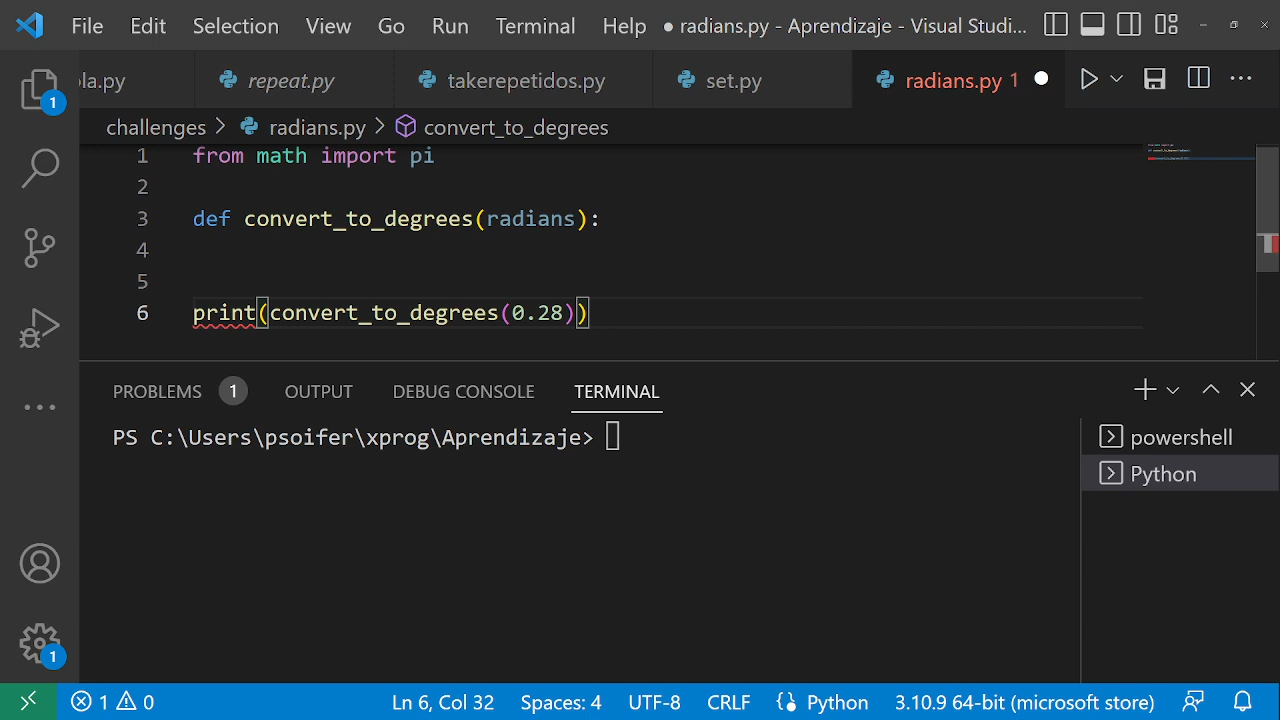 File Edit Selection View Go Run Terminal Help ● radians.py - Aprendizaje - Visual Studi...
la.py repeat.py takerepetidos.py set.py radians.py 1
challenges > radians.py > convert_to_degrees
1 from math import pi
2
3 def convert_to_degrees(radians):
4
5
6 print(convert_to_degrees(0.28))
PROBLEMS 1 OUTPUT DEBUG CONSOLE TERMINAL
PS C:\Users\psoifer\xprog\Aprendizaje>
powershell
Python
1
1
1 0 Ln 6, Col 32 Spaces: 4 UTF-8 CRLF Python 3.10.9 64-bit (microsoft store)